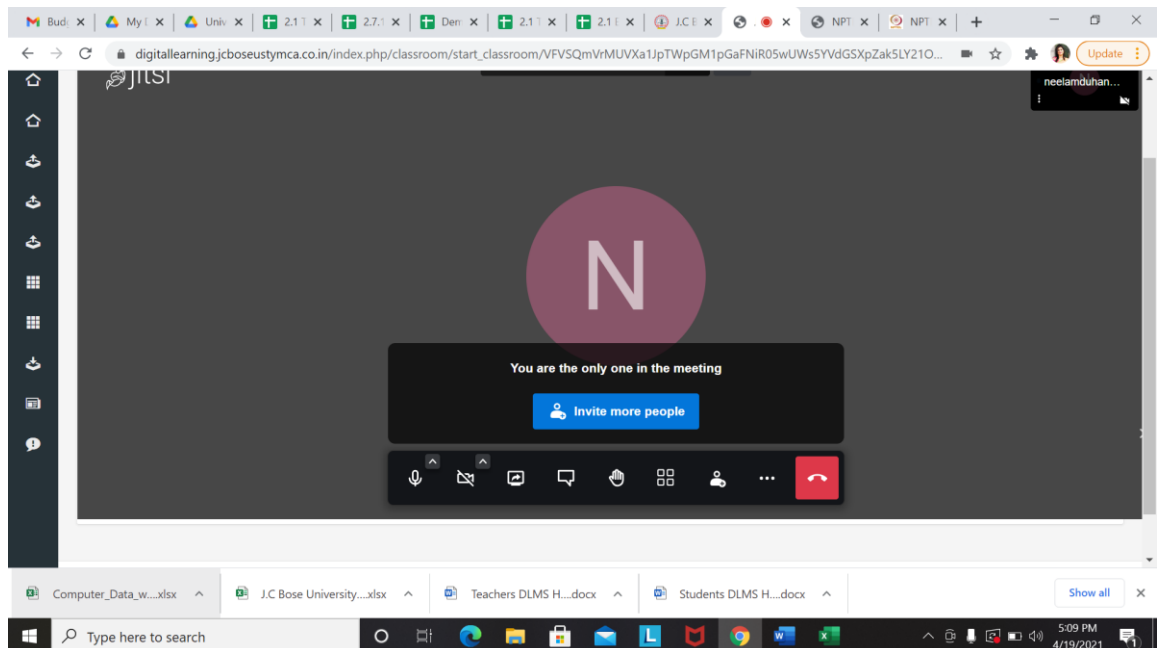 Bud X My X Univ X 2.1 X 2.7.1 X Den X 2.1 X 2.1 X J.C X X NPT X NPT X +
digitallearning.jcboseustymca.co.in/index.php/classroom/start_classroom/VFVSQmVrMUVXa1JpTWpGM1pGaFNiR05wUWs5YVdGSXpZak5LY21O... Update
jitsi
neelamduhan...
N
N
You are the only one in the meeting
Invite more people
Computer_Data_w....xlsx
J.C Bose University....xlsx
Teachers DLMS H....docx
Students DLMS H....docx
Show all
Type here to search
L
5:09 PM
4/19/2021
1